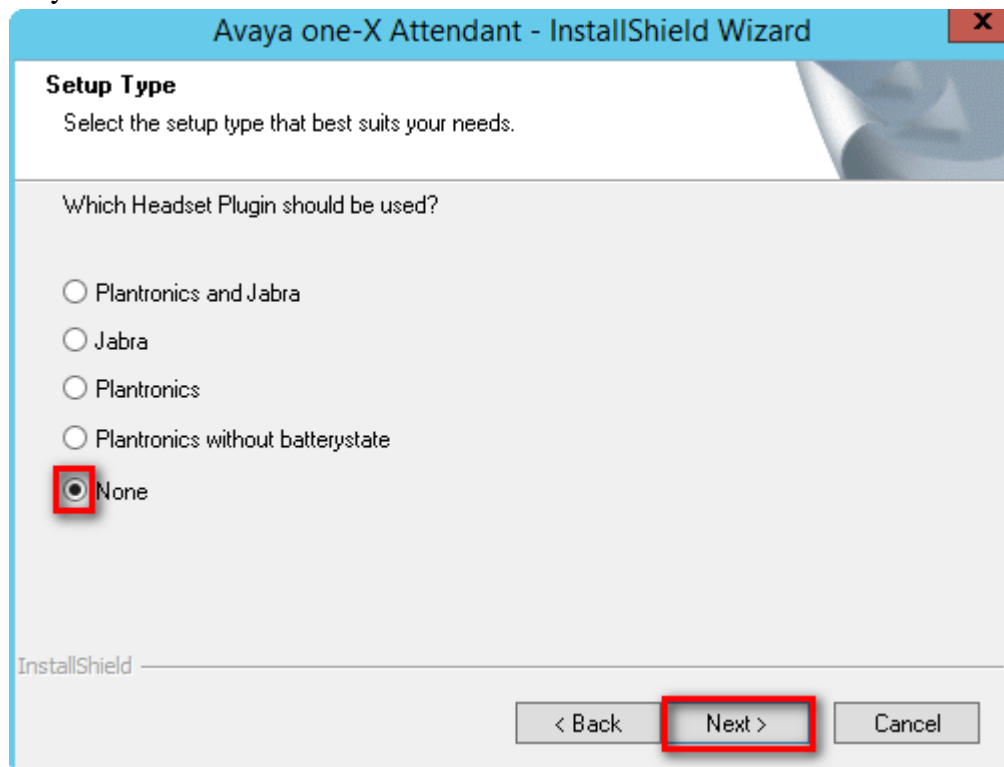 Avaya one-X Attendant - InstallShield Wizard
x
Setup Type
Select the setup type that best suits your needs.
Which Headset Plugin should be used?
Plantronics and Jabra
Jabra
Plantronics
Plantronics without batterystate
None
InstallShield
< Back Next > Cancel